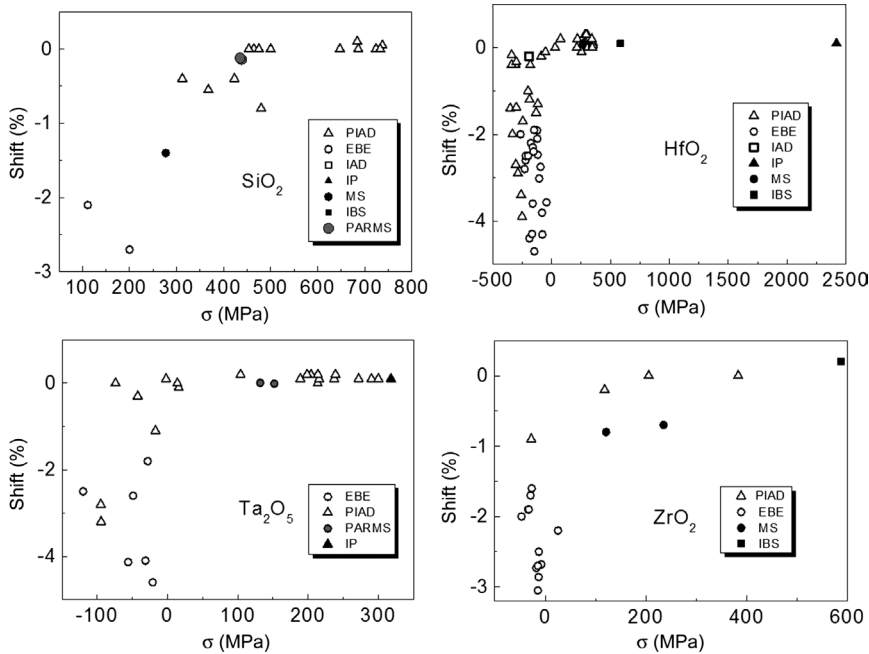 0
-1
-2
-3
Shift (%)
100 200 300 400 500 600 700 800
σ (MPa)
SiO2
PIAD
EBE
IAD
IP
MS
IBS
PARMS
0
-2
-4
Shift (%)
-500 0 500 1000 1500 2000 2500
σ (MPa)
HfO2
PIAD
EBE
IAD
IP
MS
IBS
0
-2
-4
Shift (%)
-100 0 100 200 300
σ (MPa)
Ta2O5
EBE
PIAD
PARMS
IP
0
-1
-2
-3
Shift (%)
0 200 400 600
σ (MPa)
ZrO2
PIAD
EBE
MS
IBS